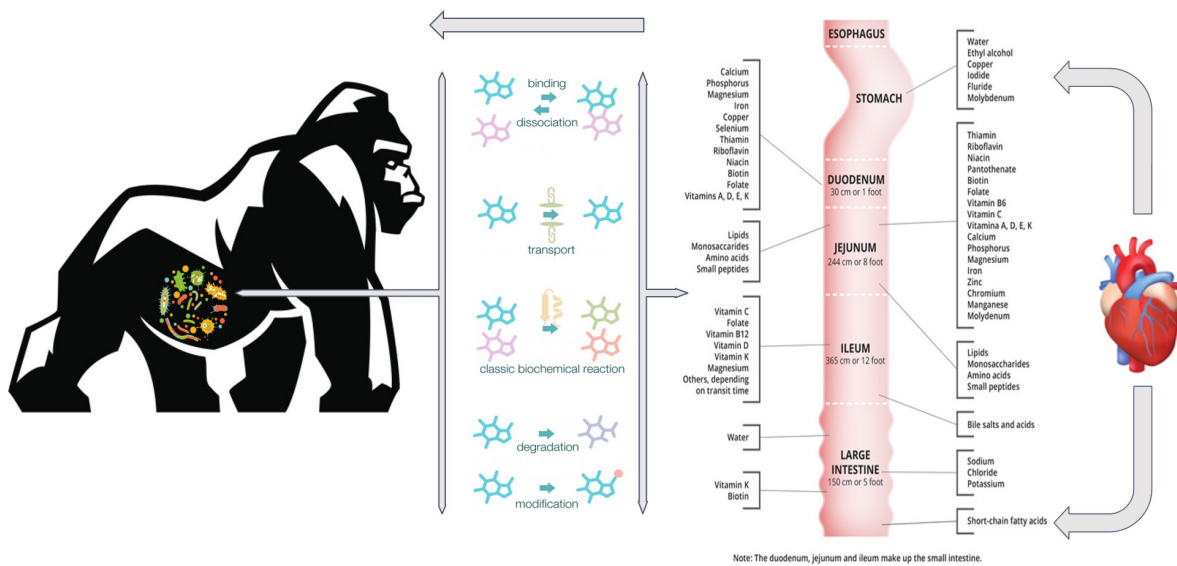 binding
dissociation
transport
classic biochemical reaction
degradation
modification
Calcium
Phosphorus
Magnesium
Iron
Copper
Selenium
Thiamin
Riboflavin
Niacin
Biotin
Folate
Vitamins A, D, E, K
Lipids
Monosaccarides
Amino acids
Small peptides
Vitamin C
Folate
Vitamin B12
Vitamin D
Vitamin K
Magnesium
Others, depending
on transit time
Water
Vitamin K
Biotin
ESOPHAGUS
STOMACH
DUODENUM
30 cm or 1 foot
JEJUNUM
244 cm or 8 foot
ILEUM
365 cm or 12 foot
LARGE
INTESTINE
150 cm or 5 foot
Water
Ethyl alcohol
Copper
Iodide
Fluride
Molybdenum
Thiamin
Riboflavin
Niacin
Pantothenate
Biotin
Folate
Vitamin B6
Vitamin C
Vitamina A, D, E, K
Calcium
Phosphorus
Magnesium
Iron
Zinc
Chromium
Manganese
Molydenum
Lipids
Monosaccharides
Amino acids
Small peptides
Bile salts and acids
Sodium
Chloride
Potassium
Short-chain fatty acids
Note: The duodenum, jejunum and ileum make up the small intestine.